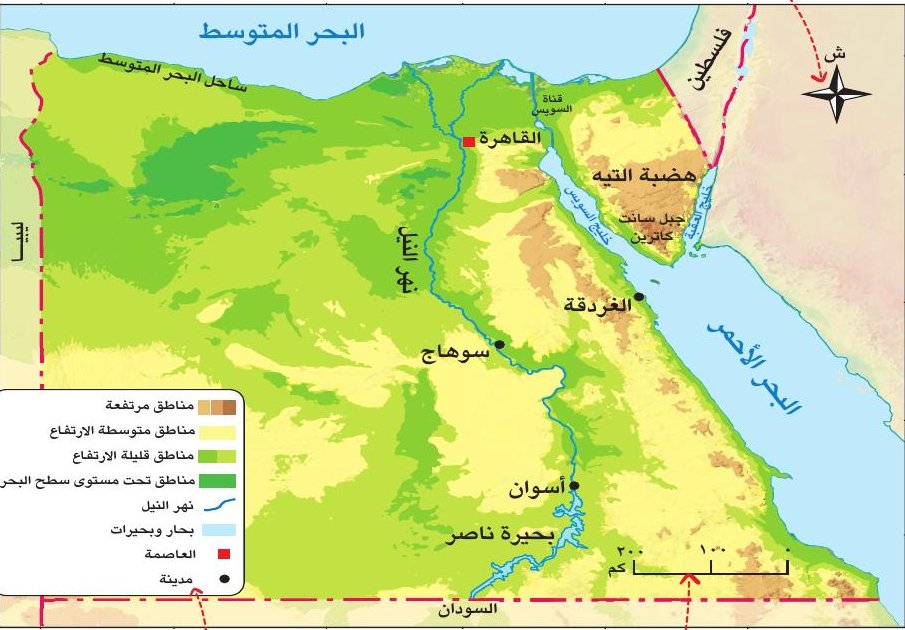 البحر المتوسط
ساحل البحر المتوسط
فلسطين
ش
قناة
السويس
القاهرة
هضبة التيه
جبل سانت
كاترين
خليج السويس
خليج العقبة
ليبيا
نهر النيل
الغردقة
سوهاج
البحر الأحمر
أسوان
بحيرة ناصر
السودان
مناطق مرتفعة
مناطق متوسطة الارتفاع
مناطق قليلة الارتفاع
مناطق تحت مستوى سطح البحر
نهر النيل
بحار وبحيرات
العاصمة
مدينة
٢٠٠ ١٠٠ ٠
كم